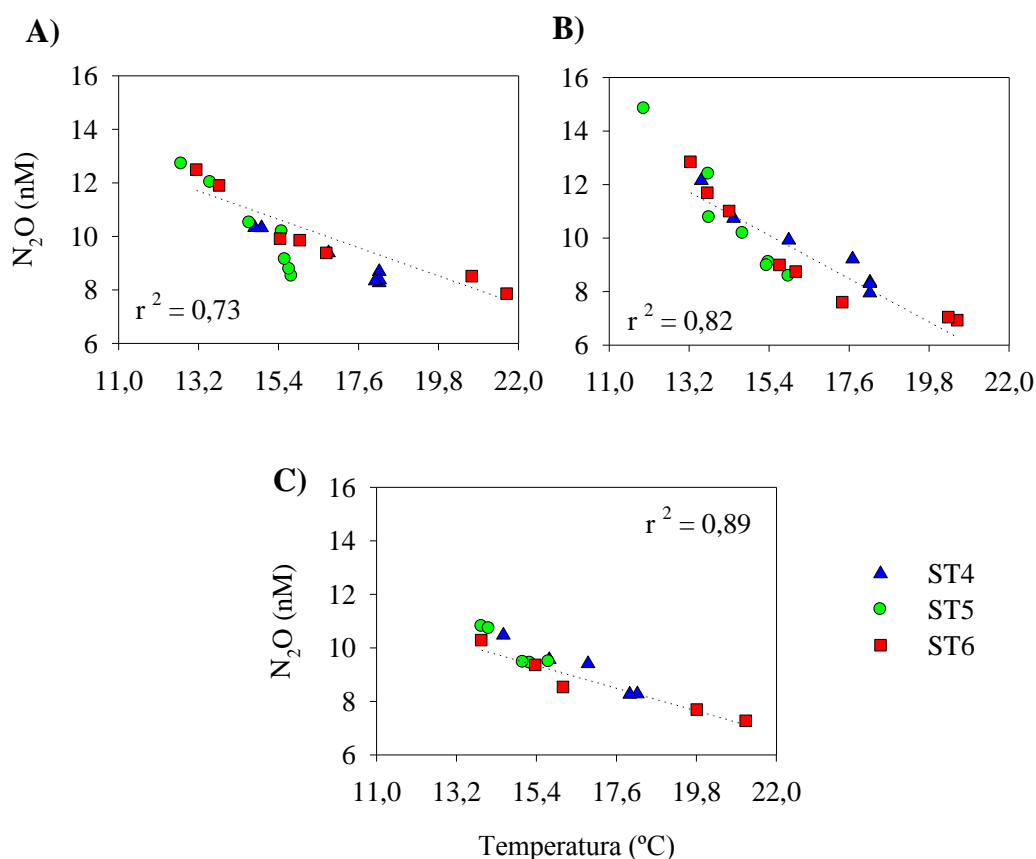 A)
B)
16
14
12
10
8
6
N₂O (nM)
r ² = 0,73
11,0 13,2 15,4 17,6 19,8 22,0
16
14
12
10
8
6
r ² = 0,82
11,0 13,2 15,4 17,6 19,8 22,0
C)
16
14
12
10
8
6
N₂O (nM)
r ² = 0,89
11,0 13,2 15,4 17,6 19,8 22,0
Temperatura (ºC)
ST4
ST5
ST6